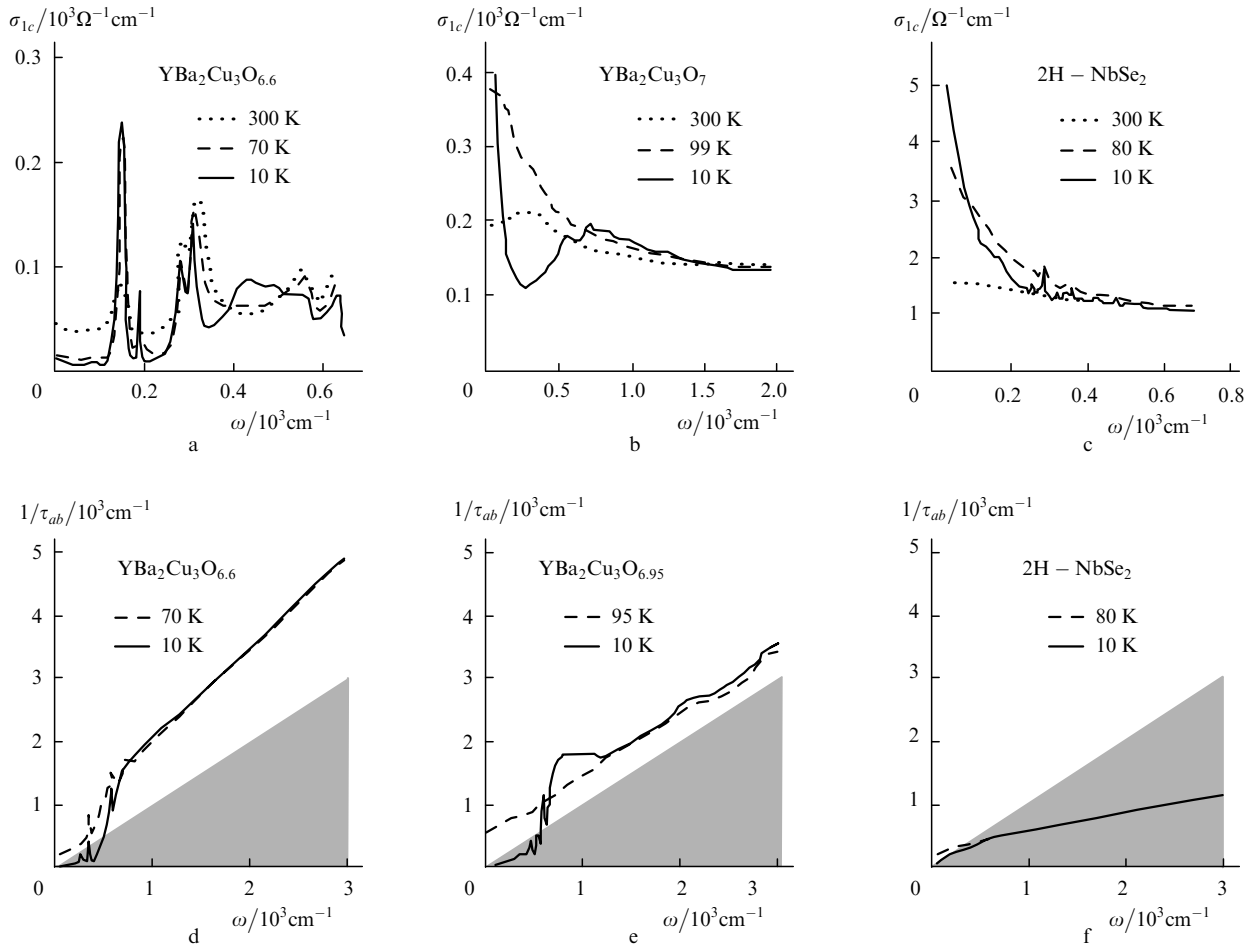 σ₁c/10³Ω⁻¹cm⁻¹
0.3
0.2
0.1
0
YBa₂Cu₃O₆.₆
300 K
70 K
10 K
0.2
0.4
0.6
ω/10³cm⁻¹
a
σ₁c/10³Ω⁻¹cm⁻¹
0.4
0.3
0.2
0.1
0
YBa₂Cu₃O₇
300 K
99 K
10 K
0.5
1.0
1.5
2.0
ω/10³cm⁻¹
b
σ₁c/Ω⁻¹cm⁻¹
5
4
3
2
1
0
2H – NbSe₂
300 K
80 K
10 K
0.2
0.4
0.6
0.8
ω/10³cm⁻¹
c
1/τab/10³cm⁻¹
5
4
3
2
1
0
YBa₂Cu₃O₆.₆
70 K
10 K
1
2
3
ω/10³cm⁻¹
d
1/τab/10³cm⁻¹
5
4
3
2
1
0
YBa₂Cu₃O₆.₉₅
95 K
10 K
1
2
3
ω/10³cm⁻¹
e
1/τab/10³cm⁻¹
5
4
3
2
1
0
2H – NbSe₂
80 K
10 K
1
2
3
ω/10³cm⁻¹
f